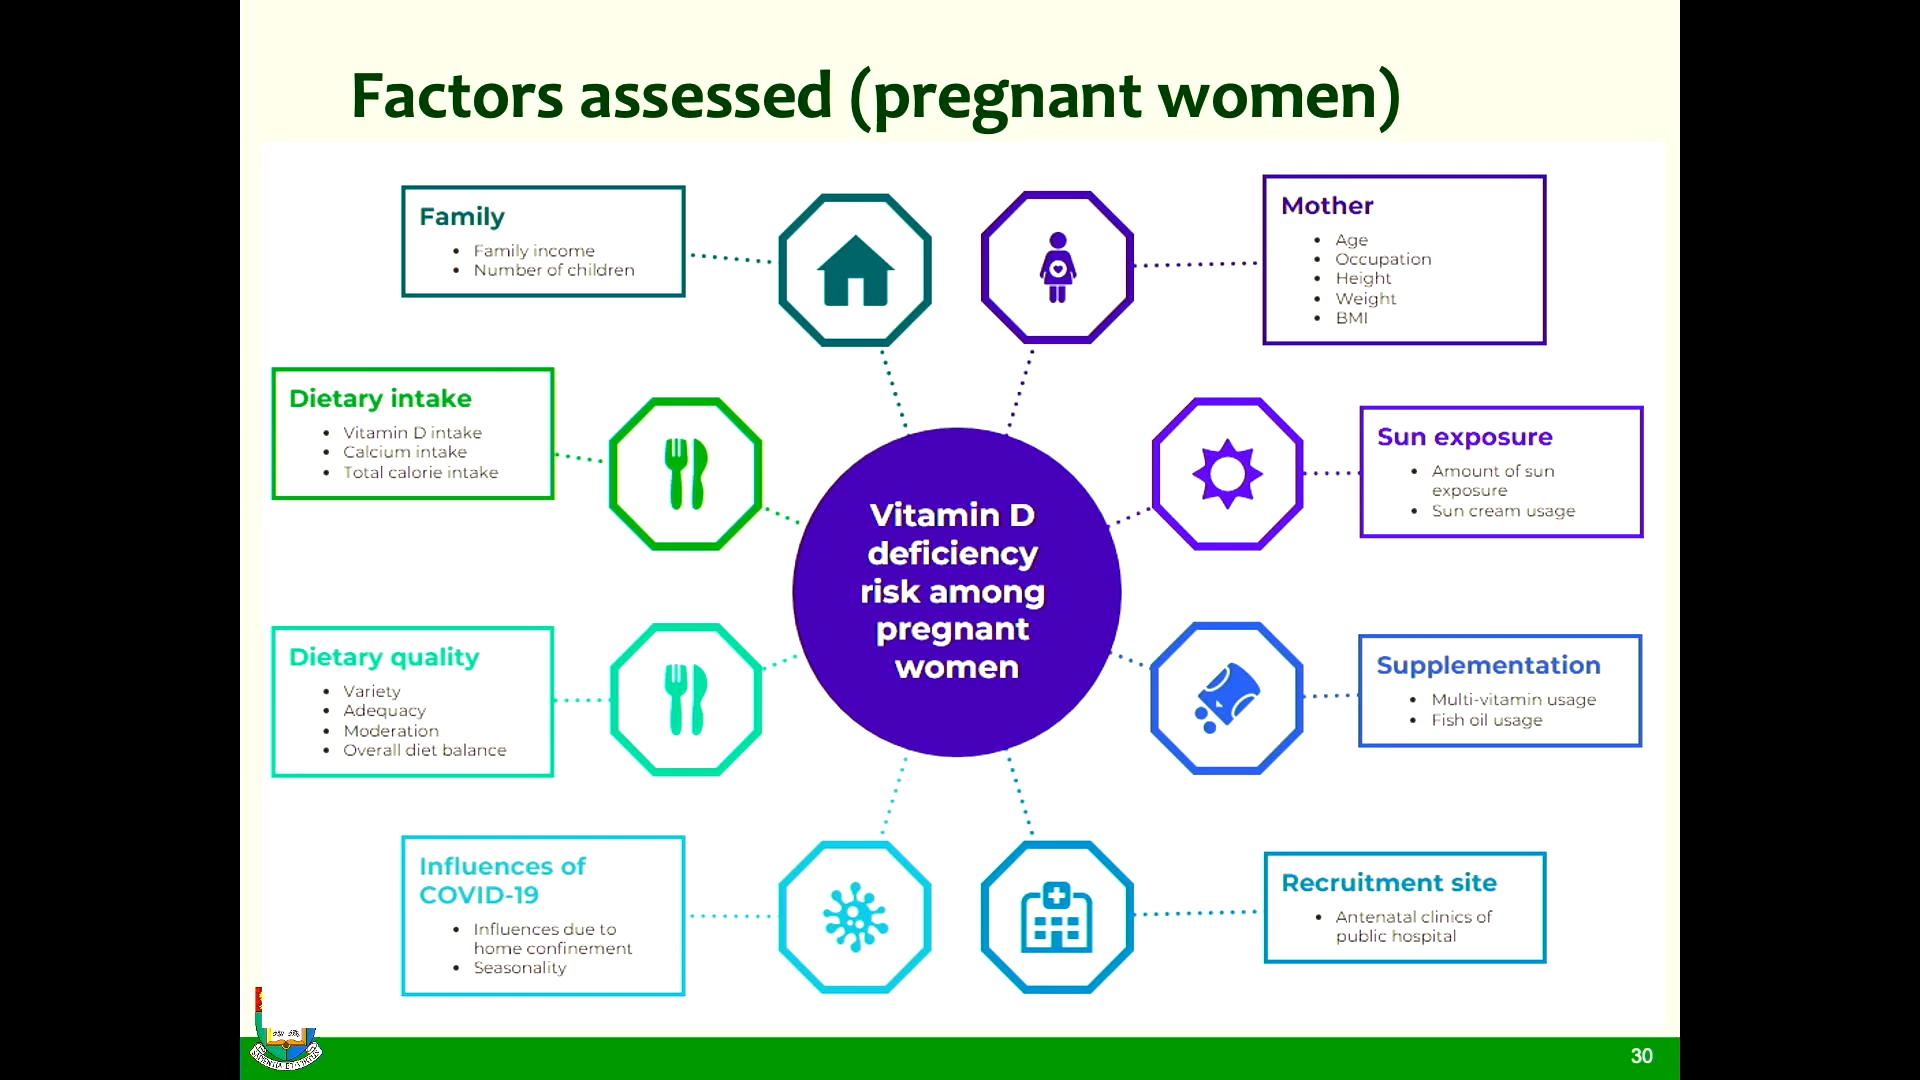 Factors assessed (pregnant women)
Family
• Family income
• Number of children
Mother
• Age
• Occupation
• Height
• Weight
• BMI
Dietary intake
• Vitamin D intake
• Calcium intake
• Total calorie intake
Sun exposure
• Amount of sun
exposure
• Sun cream usage
Vitamin D
deficiency
risk among
pregnant
women
Dietary quality
• Variety
• Adequacy
• Moderation
• Overall diet balance
Supplementation
• Multi-vitamin usage
• Fish oil usage
Influences of
COVID-19
• Influences due to
home confinement
• Seasonality
Recruitment site
• Antenatal clinics of
public hospital
30